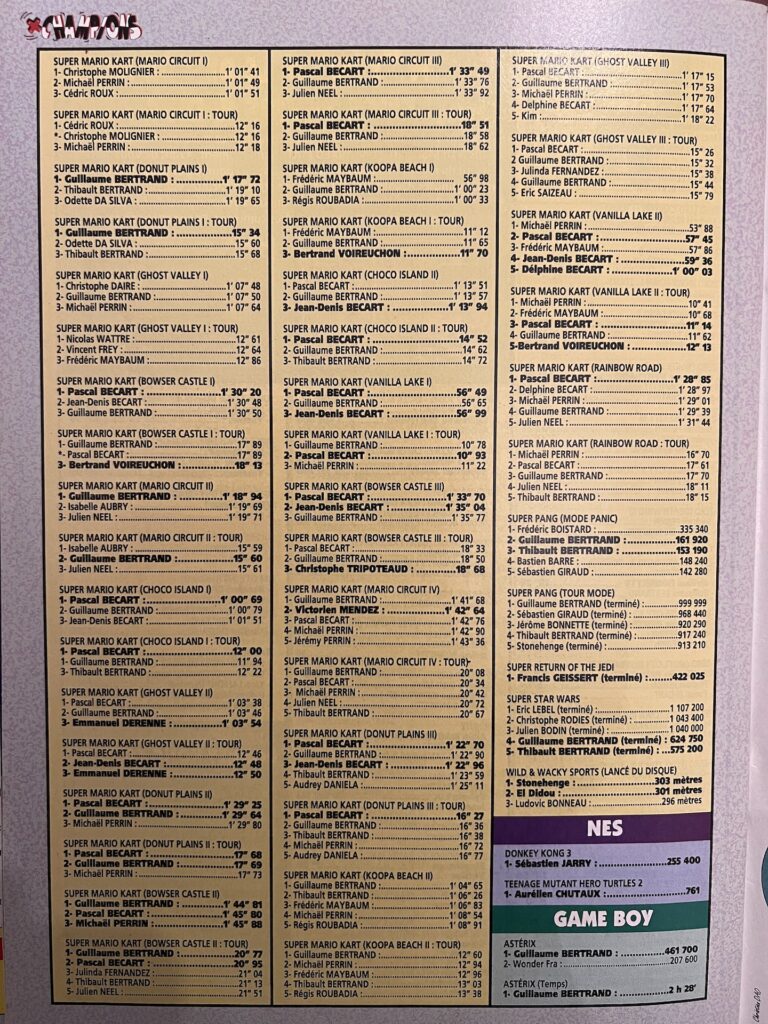 CHAMPIONS
SUPER MARIO KART (MARIO CIRCUIT I)
1- Christophe MOLIGNIER : ....1' 01" 41
2- Michaël PERRIN : ....1' 01" 49
3- Cédric ROUX : ....1' 01" 51
SUPER MARIO KART (MARIO CIRCUIT I : TOUR)
1- Cédric ROUX : ....12" 16
*- Christophe MOLIGNIER : ....12" 16
3- Michaël PERRIN : ....12" 18
SUPER MARIO KART (DONUT PLAINS I)
1- Guillaume BERTRAND : ....1' 17" 72
2- Thibault BERTRAND : ....1' 19" 10
3- Odette DA SILVA : ....1' 19" 65
SUPER MARIO KART (DONUT PLAINS I : TOUR)
1- Guillaume BERTRAND : ....15" 34
2- Odette DA SILVA : ....15" 60
3- Thibault BERTRAND : ....15" 68
SUPER MARIO KART (GHOST VALLEY I)
1- Christophe DAIRE : ....1' 07" 48
2- Guillaume BERTRAND : ....1' 07" 50
3- Michaël PERRIN : ....1' 07" 64
SUPER MARIO KART (GHOST VALLEY I : TOUR)
1- Nicolas WATTRE : ....12" 61
2- Vincent FREY : ....12" 64
3- Frédéric MAYBAUM : ....12" 86
SUPER MARIO KART (BOWSER CASTLE I)
1- Pascal BECART : ....1' 30" 20
2- Jean-Denis BECART : ....1' 30" 48
3- Guillaume BERTRAND : ....1' 30" 50
SUPER MARIO KART (BOWSER CASTLE I : TOUR)
1- Guillaume BERTRAND : ....17" 89
*- Pascal BECART : ....17" 89
3- Bertrand VOIREUCHON : ....18" 13
SUPER MARIO KART (MARIO CIRCUIT II)
1- Guillaume BERTRAND : ....1' 18" 94
2- Isabelle AUBRY : ....1' 19" 69
3- Julien NEEL : ....1' 19" 71
SUPER MARIO KART (MARIO CIRCUIT II : TOUR)
1- Isabelle AUBRY : ....15" 59
2- Guillaume BERTRAND : ....15" 60
3- Julien NEEL : ....15" 61
SUPER MARIO KART (CHOCO ISLAND I)
1- Pascal BECART : ....1' 00" 69
2- Guillaume BERTRAND : ....1' 00" 79
3- Jean-Denis BECART : ....1' 01" 51
SUPER MARIO KART (CHOCO ISLAND I : TOUR)
1- Pascal BECART : ....12" 00
1- Guillaume BERTRAND : ....11" 94
3- Thibault BERTRAND : ....12" 22
SUPER MARIO KART (GHOST VALLEY II)
1- Pascal BECART : ....1' 03" 38
2- Guillaume BERTRAND : ....1' 03" 46
3- Emmanuel DERENNE : ....1' 03" 54
SUPER MARIO KART (GHOST VALLEY II : TOUR)
1- Pascal BECART : ....12" 46
2- Jean-Denis BECART : ....12" 48
3- Emmanuel DERENNE : ....12" 50
SUPER MARIO KART (DONUT PLAINS II)
1- Pascal BECART : ....1' 29" 25
2- Guillaume BERTRAND : ....1' 29" 64
3- Michaël PERRIN : ....1' 29" 80
SUPER MARIO KART (DONUT PLAINS II : TOUR)
1- Pascal BECART : ....17" 68
2- Guillaume BERTRAND : ....17" 69
3- Michaël PERRIN : ....17" 73
SUPER MARIO KART (BOWSER CASTLE II)
1- Guillaume BERTRAND : ....1' 44" 81
2- Pascal BECART : ....1' 45" 80
3- Michaël PERRIN : ....1' 45" 88
SUPER MARIO KART (BOWSER CASTLE II : TOUR)
1- Guillaume BERTRAND : ....20" 77
2- Pascal BECART : ....20" 95
3- Julinda FERNANDEZ : ....21" 04
4- Thibault BERTRAND : ....21" 13
5- Julien NEEL : ....21" 51
SUPER MARIO KART (MARIO CIRCUIT III)
1- Pascal BECART : ....1' 33" 49
2- Guillaume BERTRAND : ....1' 33" 76
3- Julien NEEL : ....1' 33" 92
SUPER MARIO KART (MARIO CIRCUIT III : TOUR)
1- Pascal BECART : ....18" 51
2- Guillaume BERTRAND : ....18" 58
3- Julien NEEL : ....18" 62
SUPER MARIO KART (KOOPA BEACH I)
1- Frédéric MAYBAUM : ....56" 98
2- Guillaume BERTRAND : ....1' 00" 23
3- Régis ROUBADIA : ....1' 00" 33
SUPER MARIO KART (KOOPA BEACH I : TOUR)
1- Frédéric MAYBAUM : ....11" 12
2- Guillaume BERTRAND : ....11" 65
3- Bertrand VOIREUCHON : ....11" 70
SUPER MARIO KART (CHOCO ISLAND II)
1- Pascal BECART : ....1' 13" 51
2- Guillaume BERTRAND : ....1' 13" 57
3- Jean-Denis BECART : ....1' 13" 94
SUPER MARIO KART (CHOCO ISLAND II : TOUR)
1- Pascal BECART : ....14" 52
2- Guillaume BERTRAND : ....14" 62
3- Thibault BERTRAND : ....14" 72
SUPER MARIO KART (VANILLA LAKE I)
1- Pascal BECART : ....56" 49
2- Guillaume BERTRAND : ....56" 65
3- Jean-Denis BECART : ....56" 99
SUPER MARIO KART (VANILLA LAKE I : TOUR)
1- Guillaume BERTRAND : ....10" 78
2- Pascal BECART : ....10" 93
3- Michaël PERRIN : ....11" 22
SUPER MARIO KART (BOWSER CASTLE III)
1- Pascal BECART : ....1' 33" 70
2- Jean-Denis BECART : ....1' 35" 04
3- Guillaume BERTRAND : ....1' 35" 77
SUPER MARIO KART (BOWSER CASTLE III : TOUR)
1- Pascal BECART : ....18" 33
2- Guillaume BERTRAND : ....18" 50
3- Christophe TRIPOTEAUD : ....18" 68
SUPER MARIO KART (MARIO CIRCUIT IV)
1- Guillaume BERTRAND : ....1' 41" 68
2- Victorien MENDEZ : ....1' 42" 64
3- Pascal BECART : ....1' 42" 76
4- Michaël PERRIN : ....1' 42" 90
5- Jérémy PERRIN : ....1' 43" 36
SUPER MARIO KART (MARIO CIRCUIT IV : TOUR)
1- Guillaume BERTRAND : ....20" 08
2- Pascal BECART : ....20" 34
3- Michaël PERRIN : ....20" 42
4- Julien NEEL : ....20" 72
5- Thibault BERTRAND : ....20" 67
SUPER MARIO KART (DONUT PLAINS III)
1- Pascal BECART : ....1' 22" 70
2- Guillaume BERTRAND : ....1' 22" 90
3- Jean-Denis BECART : ....1' 22" 96
4- Thibault BERTRAND : ....1' 23" 59
5- Audrey DANIELA : ....1' 25" 11
SUPER MARIO KART (DONUT PLAINS III : TOUR)
1- Pascal BECART : ....16" 27
2- Guillaume BERTRAND : ....16" 36
3- Thibault BERTRAND : ....16" 38
4- Michaël PERRIN : ....16" 72
5- Audrey DANIELA : ....16" 77
SUPER MARIO KART (KOOPA BEACH II)
1- Guillaume BERTRAND : ....1' 04" 65
2- Thibault BERTRAND : ....1' 06" 26
3- Frédéric MAYBAUM : ....1' 06" 83
4- Michaël PERRIN : ....1' 08" 54
5- Régis ROUBADIA : ....1' 08" 91
SUPER MARIO KART (KOOPA BEACH II : TOUR)
1- Guillaume BERTRAND : ....12" 60
2- Michaël PERRIN : ....12" 94
3- Frédéric MAYBAUM : ....12" 96
4- Thibault BERTRAND : ....13" 03
5- Régis ROUBADIA : ....13" 38
SUPER MARIO KART (GHOST VALLEY III)
1- Pascal BECART : ....1' 17" 15
2- Guillaume BERTRAND : ....1' 17" 53
3- Michaël PERRIN : ....1' 17" 70
4- Delphine BECART : ....1' 17" 64
5- Kim : ....1' 18" 22
SUPER MARIO KART (GHOST VALLEY III : TOUR)
1- Pascal BECART : ....15" 26
2 Guillaume BERTRAND : ....15" 32
3- Julinda FERNANDEZ : ....15" 38
4- Guillaume BERTRAND : ....15" 44
5- Eric SAIZEAU : ....15" 79
SUPER MARIO KART (VANILLA LAKE II)
1- Michaël PERRIN : ....53" 88
2- Pascal BECART : ....57" 45
3- Frédéric MAYBAUM : ....57" 86
4- Jean-Denis BECART : ....59" 36
5- Délphine BECART : ....1' 00" 03
SUPER MARIO KART (VANILLA LAKE II : TOUR)
1- Michaël PERRIN : ....10" 41
2- Frédéric MAYBAUM : ....10" 68
3- Pascal BECART : ....11" 14
4- Guillaume BERTRAND : ....11" 62
5-Bertrand VOIREUCHON : ....12" 13
SUPER MARIO KART (RAINBOW ROAD)
1- Pascal BECART : ....1' 28" 85
2- Delphine BECART : ....1' 28" 97
3- Michaël PERRIN : ....1' 29" 01
4- Guillaume BERTRAND : ....1' 29" 39
5- Julien NEEL : ....1' 31" 44
SUPER MARIO KART (RAINBOW ROAD : TOUR)
1- Michaël PERRIN : ....16" 70
2- Pascal BECART : ....17" 61
3- Guillaume BERTRAND : ....17" 70
4- Julien NEEL : ....18" 11
5- Thibault BERTRAND : ....18" 15
SUPER PANG (MODE PANIC)
1- Frédéric BOISTARD : ....335 340
2- Guillaume BERTRAND : ....161 920
3- Thibault BERTRAND : ....153 190
4- Bastien BARRE : ....148 240
5- Sébastien GIRAUD : ....142 280
SUPER PANG (TOUR MODE)
1- Guillaume BERTRAND (terminé) : ....999 999
2- Sébastien GIRAUD (terminé) : ....968 440
3- Jérôme BONNETTE (terminé) : ....920 290
4- Thibault BERTRAND (terminé) : ....917 240
5- Stonehenge (terminé) : ....913 210
SUPER RETURN OF THE JEDI
1- Francis GEISSERT (terminé) : ....422 025
SUPER STAR WARS
1- Eric LEBEL (terminé) : ....1 107 200
2- Christophe RODIES (terminé) : ....1 043 400
3- Julien BODIN (terminé) : ....1 040 000
4- Guillaume BERTRAND (terminé) : 624 750
5- Thibault BERTRAND (terminé) : ...575 200
WILD & WACKY SPORTS (LANCÉ DU DISQUE)
1- Stonehenge : ....303 mètres
2- El Didou : ....301 mètres
3- Ludovic BONNEAU : ....296 mètres
NES
DONKEY KONG 3
1- Sébastien JARRY : ....255 400
TEENAGE MUTANT HERO TURTLES 2
1- Aurélien CHUTAUX : ....761
GAME BOY
ASTÉRIX
1- Guillaume BERTRAND : ....461 700
2- Wonder Fra : ....207 600
ASTÉRIX (Temps)
1- Guillaume BERTRAND : ....2 h 28'